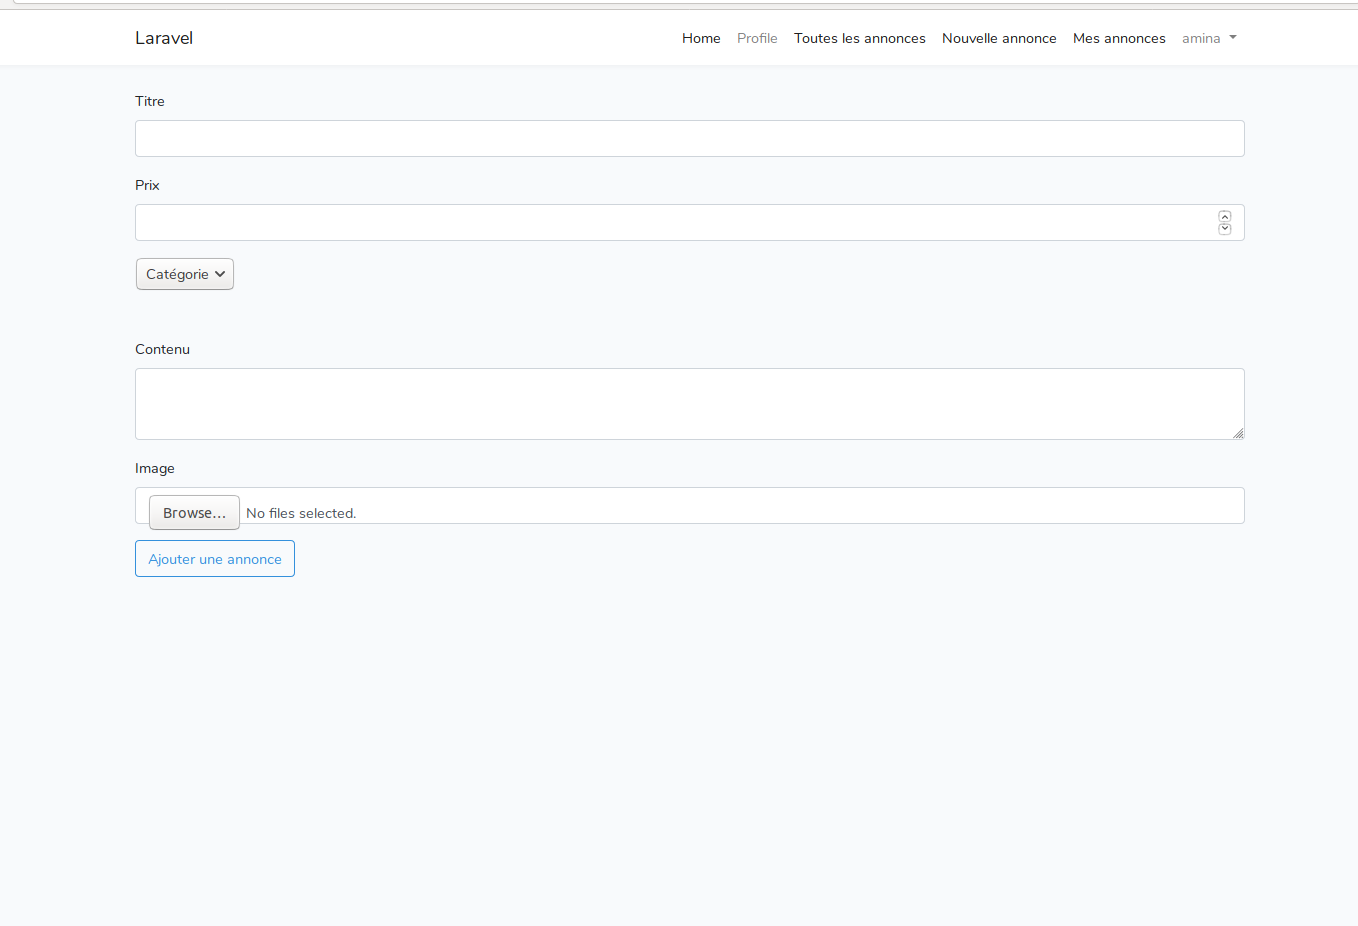 Laravel Home Profile Toutes les annonces Nouvelle annonce Mes annonces amina
Titre
Prix
Catégorie
Contenu
Image
Browse... No files selected.
Ajouter une annonce